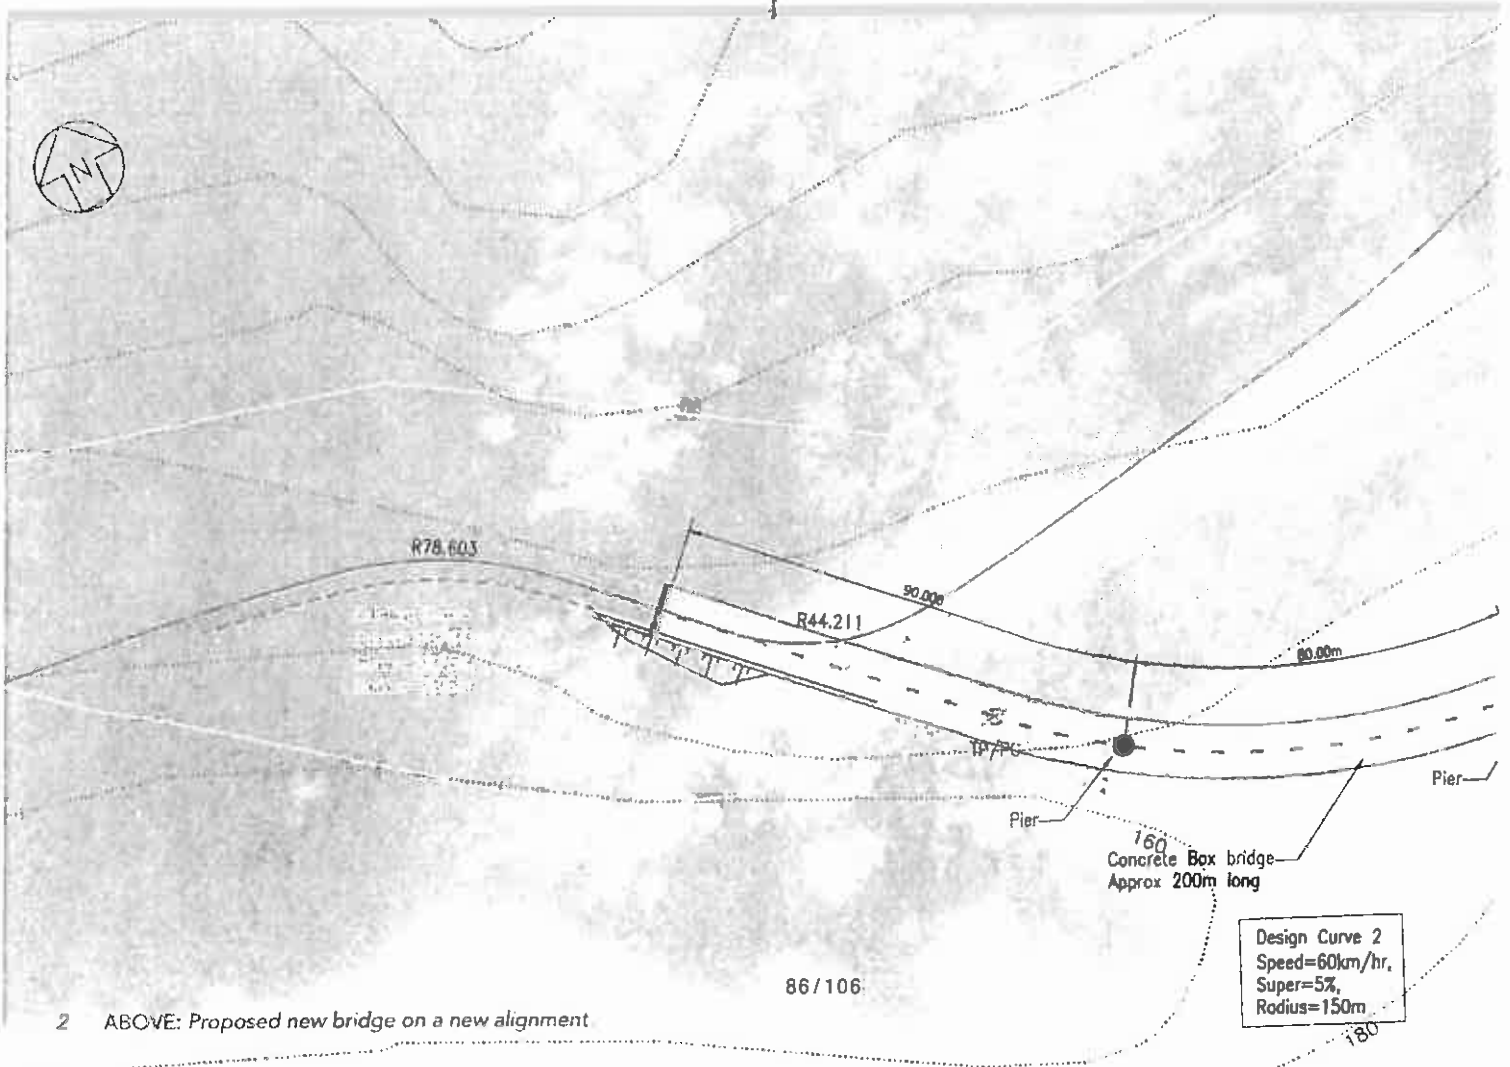 N
R78.603
90.000
R44.211
80.00m
TP/PC
Pier
Pier
160
Concrete Box bridge
Approx 200m long
Design Curve 2
Speed=60km/hr,
Super=5%,
Radius=150m
180
86/106
2 ABOVE: Proposed new bridge on a new alignment